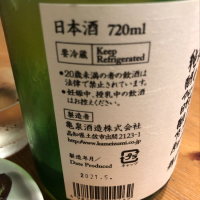 日本酒 720ml
要冷蔵
Keep
Refrigerated
●20歳未満の者の飲酒は
法律で禁止されています。
●妊娠中、授乳中の飲酒
はお控えください。
製造者
亀泉酒造株式会社
高知県土佐市出間2123-1
http://www.kameizumi.co.jp
製造年月/
Date Produced
2021.5.